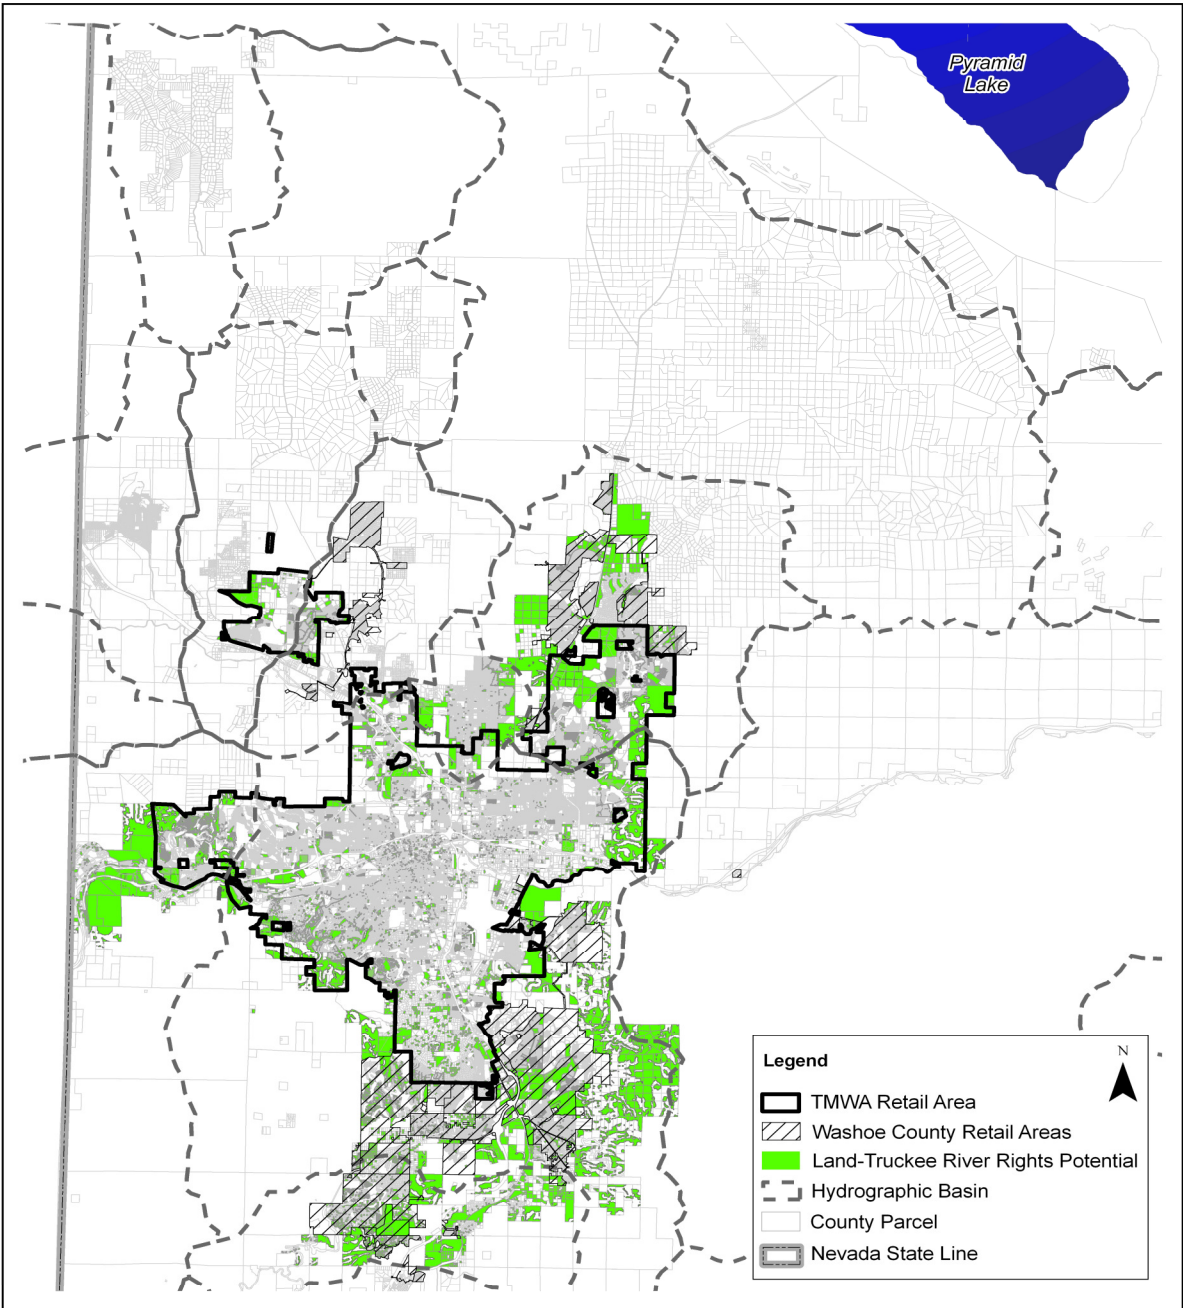 Pyramid
Lake
Legend
N
TMWA Retail Area
Washoe County Retail Areas
Land-Truckee River Rights Potential
Hydrographic Basin
County Parcel
Nevada State Line